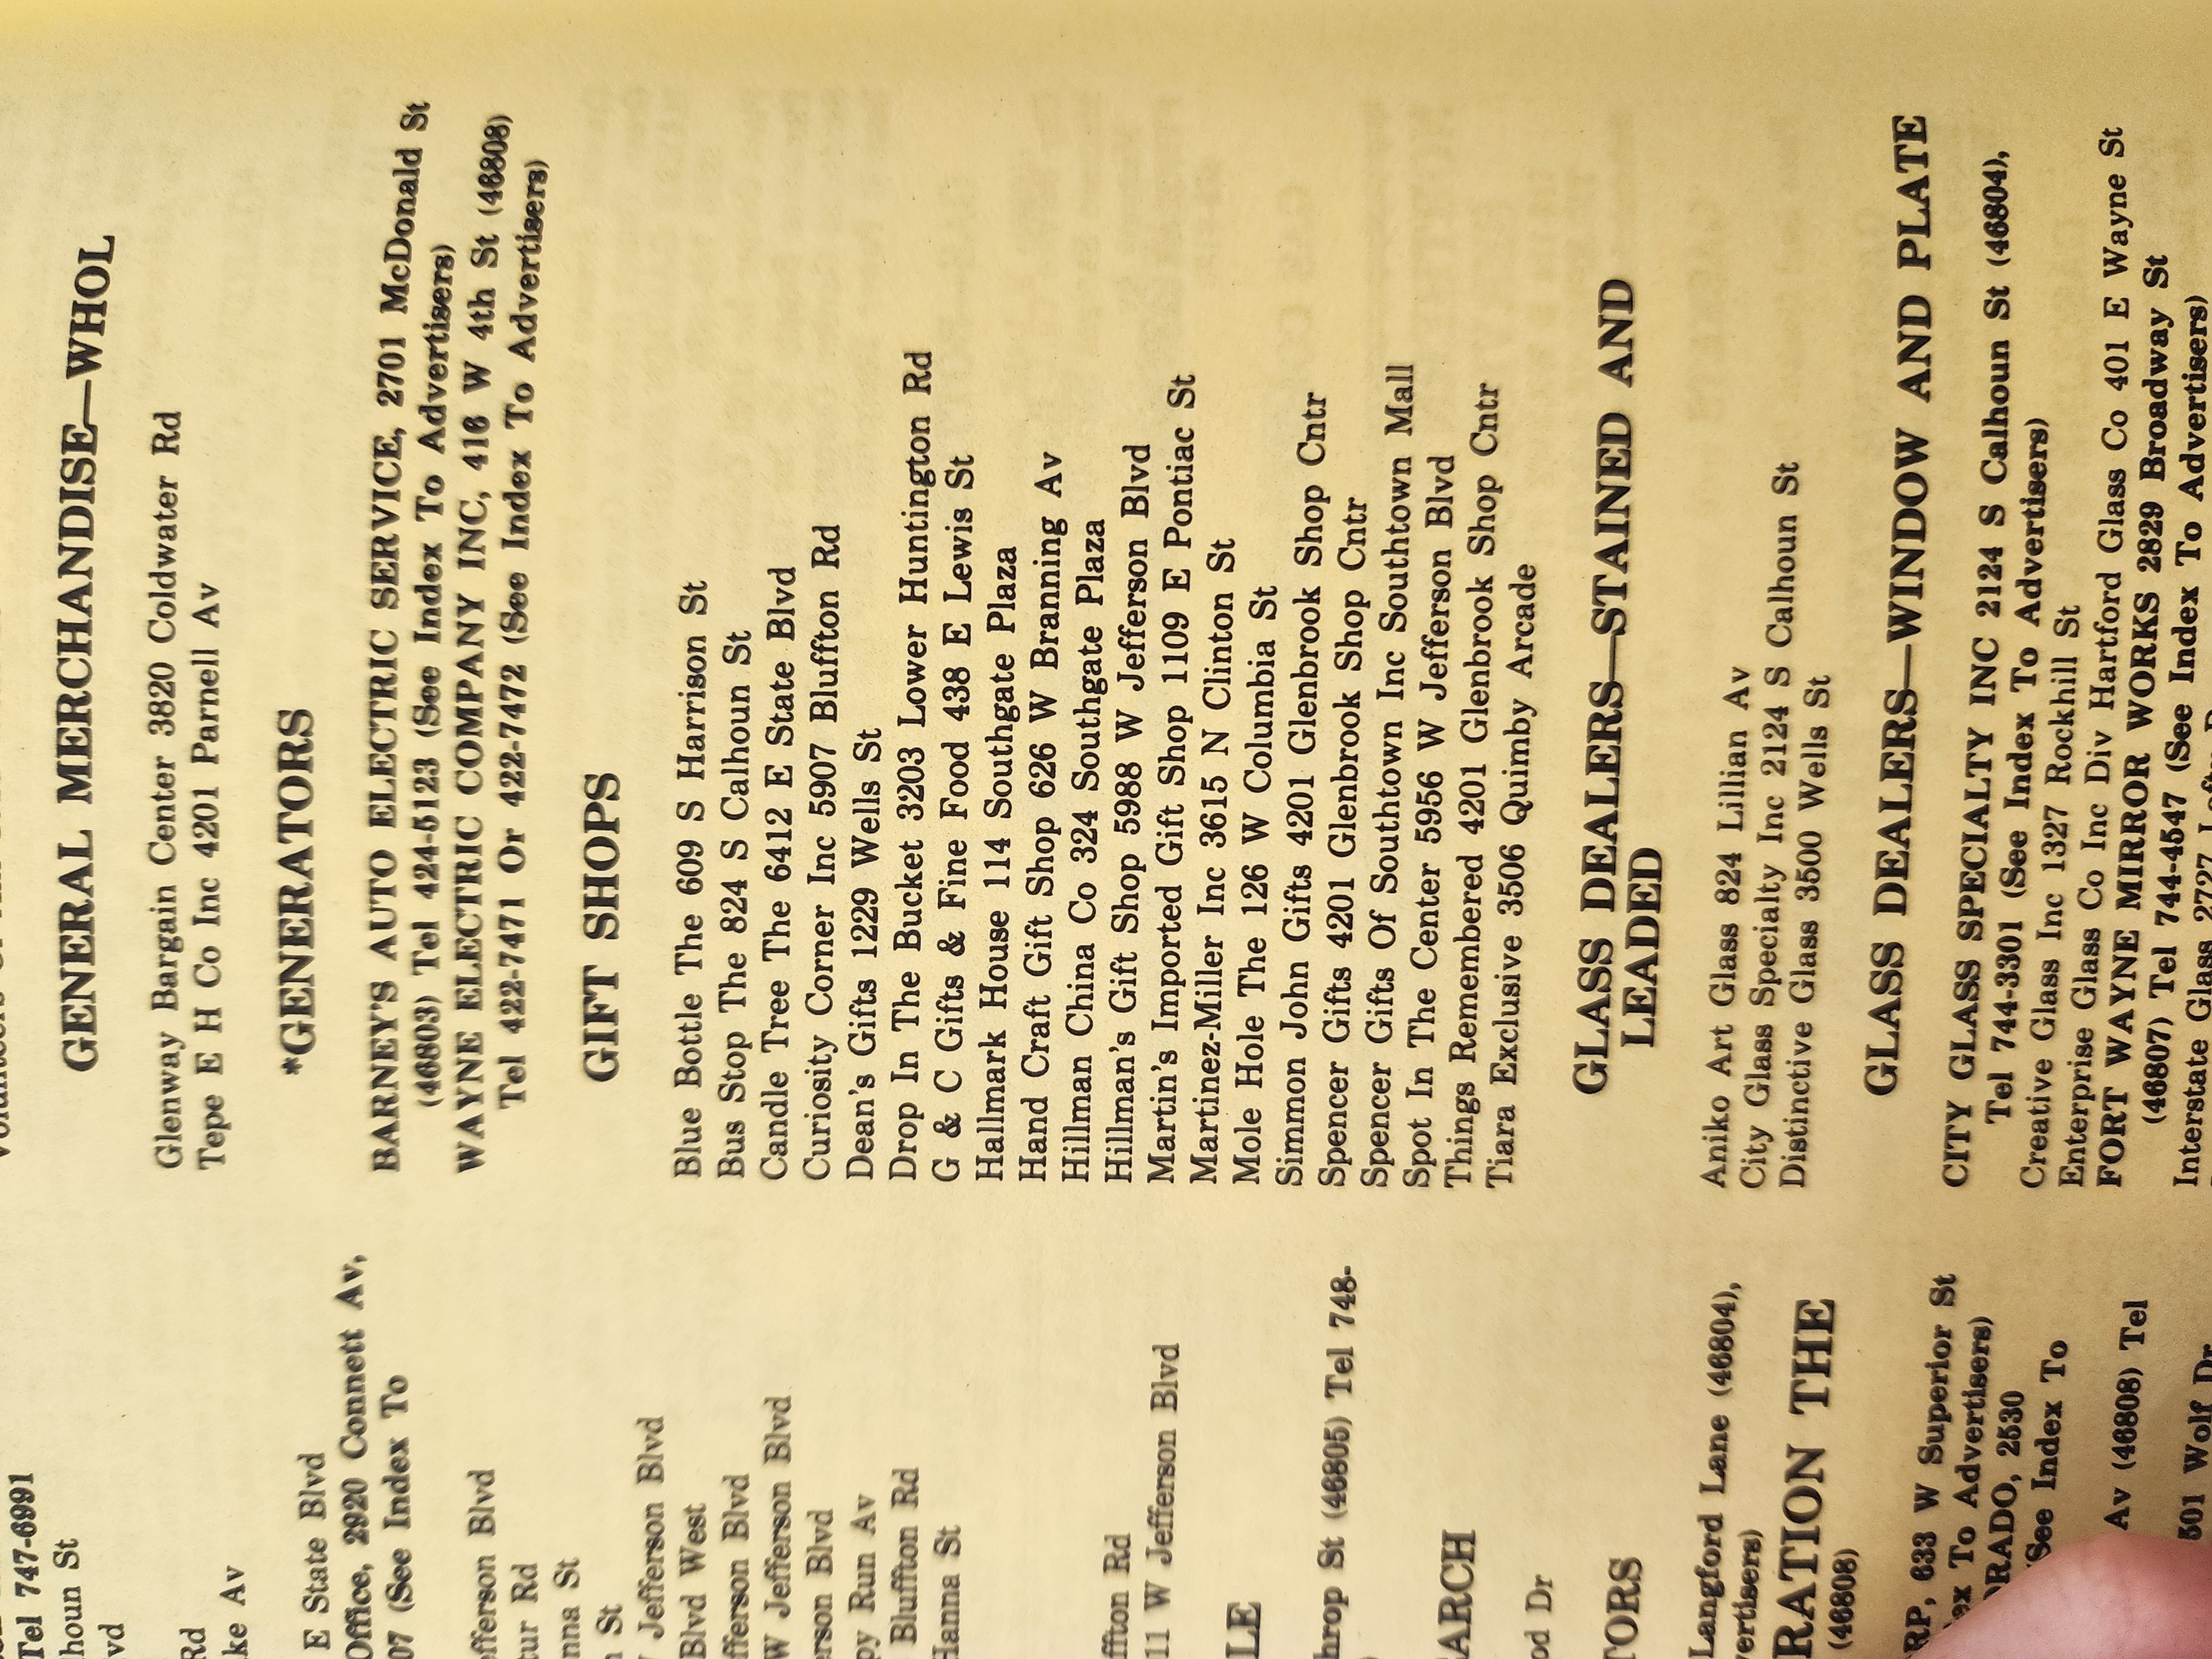 Tel 747-6991
houn St
vd
Rd
ke Av
E State Blvd
Office, 2920 Connett Av,
07 (See Index To
fferson Blvd
tur Rd
nna St
St
Jefferson Blvd
Blvd West
fferson Blvd
W Jefferson Blvd
erson Blvd
py Run Av
Bluffton Rd
Hanna St
ffton Rd
11 W Jefferson Blvd
LE
hrop St (46805) Tel 748-
ARCH
od Dr
TORS
Langford Lane (46804),
vertisers)
RATION THE
(46808)
RP, 633 W Superior St
ex To Advertisers)
ORADO, 2530
(See Index To
Av (46808) Tel
501 Wolf Dr
GENERAL MERCHANDISE—WHOL
Glenway Bargain Center 3820 Coldwater Rd
Tepe E H Co Inc 4201 Parnell Av
*GENERATORS
BARNEY'S AUTO ELECTRIC SERVICE, 2701 McDonald St
(46803) Tel 424-5123 (See Index To Advertisers)
WAYNE ELECTRIC COMPANY INC, 416 W 4th St (46808)
Tel 422-7471 Or 422-7472 (See Index To Advertisers)
GIFT SHOPS
Blue Bottle The 609 S Harrison St
Bus Stop The 824 S Calhoun St
Candle Tree The 6412 E State Blvd
Curiosity Corner Inc 5907 Bluffton Rd
Dean's Gifts 1229 Wells St
Drop In The Bucket 3203 Lower Huntington Rd
G & C Gifts & Fine Food 438 E Lewis St
Hallmark House 114 Southgate Plaza
Hand Craft Gift Shop 626 W Branning Av
Hillman China Co 324 Southgate Plaza
Hillman's Gift Shop 5988 W Jefferson Blvd
Martin's Imported Gift Shop 1109 E Pontiac St
Martinez-Miller Inc 3615 N Clinton St
Mole Hole The 126 W Columbia St
Simmon John Gifts 4201 Glenbrook Shop Cntr
Spencer Gifts 4201 Glenbrook Shop Cntr
Spencer Gifts Of Southtown Inc Southtown Mall
Spot In The Center 5956 W Jefferson Blvd
Things Remembered 4201 Glenbrook Shop Cntr
Tiara Exclusive 3506 Quimby Arcade
GLASS DEALERS—STAINED AND
LEADED
Aniko Art Glass 824 Lillian Av
City Glass Specialty Inc 2124 S Calhoun St
Distinctive Glass 3500 Wells St
GLASS DEALERS—WINDOW AND PLATE
CITY GLASS SPECIALTY INC 2124 S Calhoun St (46804),
Tel 744-3301 (See Index To Advertisers)
Creative Glass Inc 1327 Rockhill St
Enterprise Glass Co Inc Div Hartford Glass Co 401 E Wayne St
FORT WAYNE MIRROR WORKS 2829 Broadway St
(46807) Tel 744-4547 (See Index To Advertisers)
Interstate Glass 2727